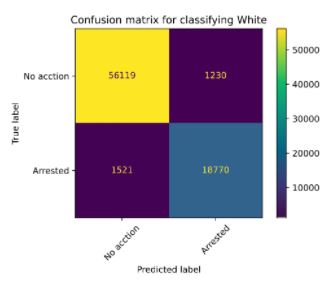 Confusion matrix for classifying White
50000
No acction
56119
1230
40000
True label
30000
Arrested
1521
18770
20000
10000
No acction
Arrested
Predicted label